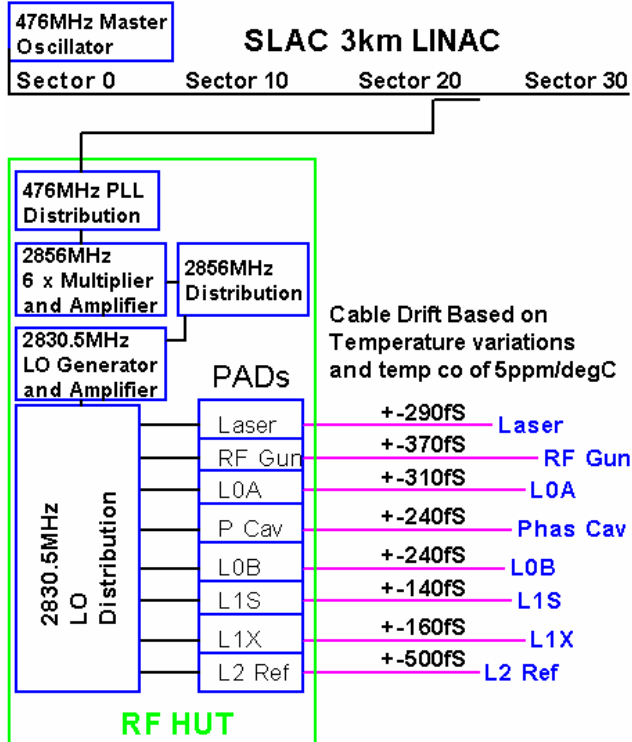 476MHz Master
Oscillator
SLAC 3km LINAC
Sector 0 Sector 10 Sector 20 Sector 30
476MHz PLL
Distribution
2856MHz
6 x Multiplier
and Amplifier
2856MHz
Distribution
2830.5MHz
LO Generator
and Amplifier
PADs
Cable Drift Based on
Temperature variations
and temp co of 5ppm/degC
2830.5MHz
LO
Distribution
Laser +-290fS Laser
RF Gun +-370fS RF Gun
L0A +-310fS L0A
P Cav +-240fS Phas Cav
L0B +-240fS L0B
L1S +-140fS L1S
L1X +-160fS L1X
L2 Ref +-500fS L2 Ref
RF HUT